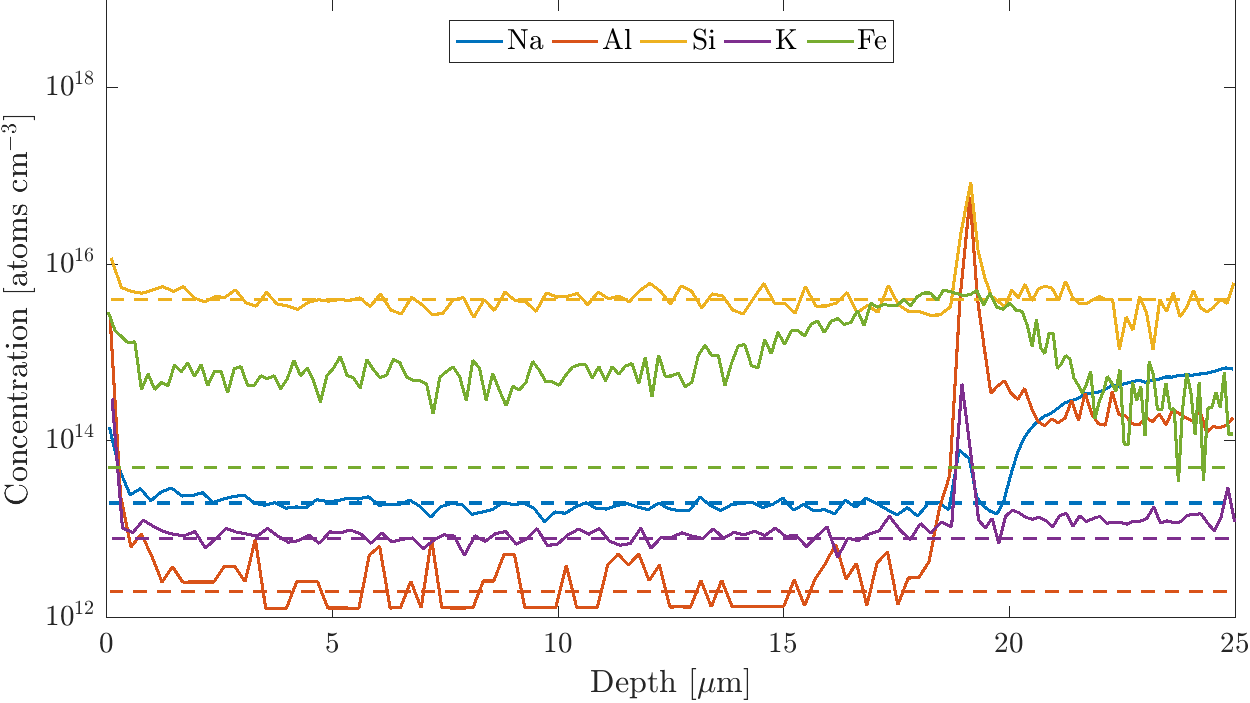 Na Al Si K Fe
10^18
10^16
10^14
10^12
Concentration [atoms cm^−3]
0 5 10 15 20 25
Depth [μm]